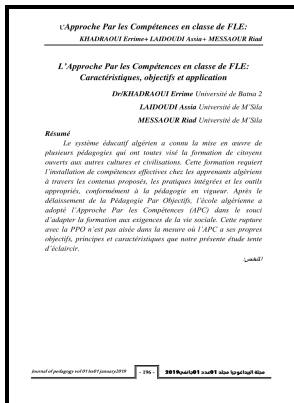 L'Approche Par les Compétences en classe de FLE:
KHADRAOUI Errime+ LAIDOUDI Assia+ MESSAOUR Riad
L'Approche Par les Compétences en classe de FLE:
Caractéristiques, objectifs et application
Dr/KHADRAOUI Errime Université de Batna 2
LAIDOUDI Assia Université de M'Sila
MESSAOUR Riad Université de M'Sila
Résumé
Le système éducatif algérien a connu la mise en œuvre de
plusieurs pédagogies qui ont toutes visé la formation de citoyens
ouverts aux autres cultures et civilisations. Cette formation requiert
l'installation de compétences effectives chez les apprenants algériens
à travers les contenus proposés, les pratiques intégrées et les outils
appropriés, conformément à la pédagogie en vigueur. Après le
délaissement de la Pédagogie Par Objectifs, l'école algérienne a
adopté l'Approche Par les Compétences (APC) dans le souci
d'adapter la formation aux exigences de la vie sociale. Cette rupture
avec la PPO n'est pas aisée dans la mesure où l'APC a ses propres
objectifs, principes et caractéristiques que notre présente étude tente
d'éclaircir.
الملخص:
Journal of pedagogy vol 01 is01 january2019
- 196 -
مجلة البيداغوجيا مجلد 01عدد 01جانفي2019